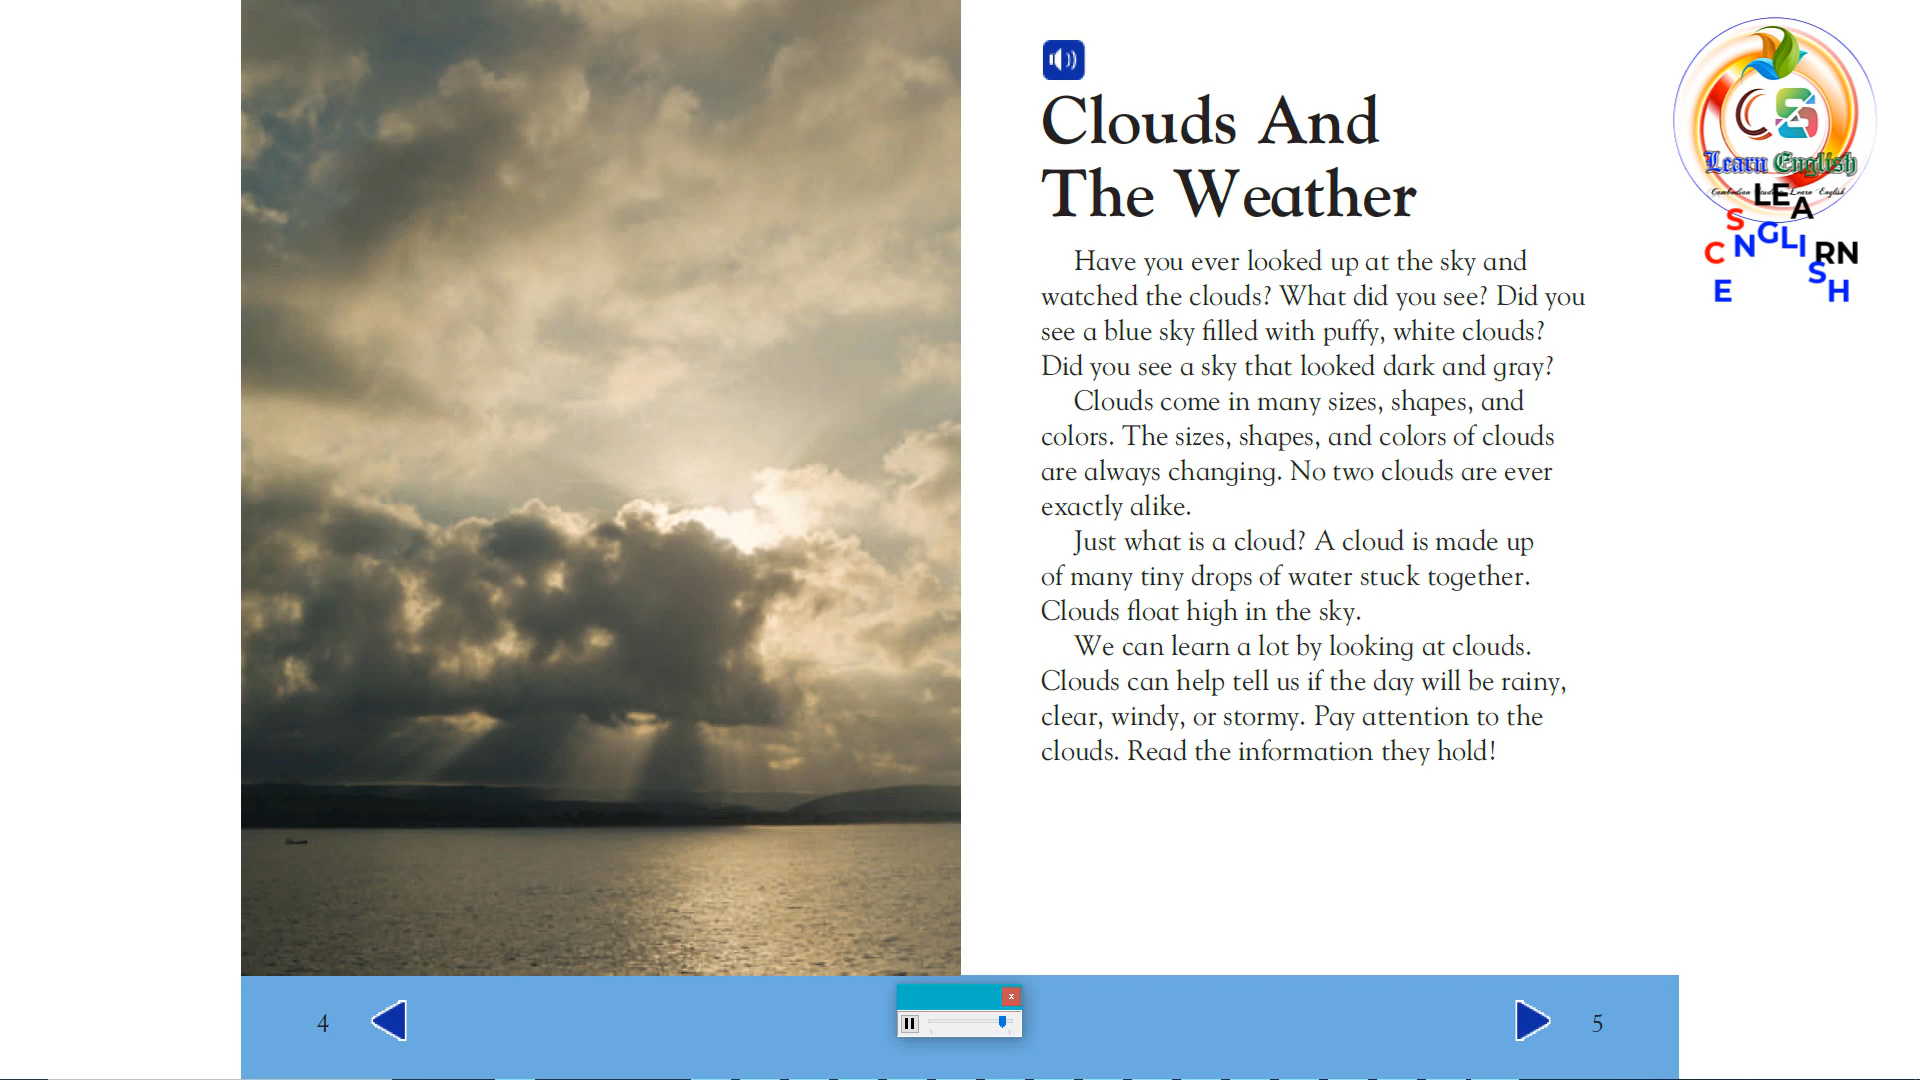 Clouds And
The Weather
Have you ever looked up at the sky and
watched the clouds? What did you see? Did you
see a blue sky filled with puffy, white clouds?
Did you see a sky that looked dark and gray?
Clouds come in many sizes, shapes, and
colors. The sizes, shapes, and colors of clouds
are always changing. No two clouds are ever
exactly alike.
Just what is a cloud? A cloud is made up
of many tiny drops of water stuck together.
Clouds float high in the sky.
We can learn a lot by looking at clouds.
Clouds can help tell us if the day will be rainy,
clear, windy, or stormy. Pay attention to the
clouds. Read the information they hold!
4
5
x
CS
Learn English
CS LEARN
ENGLISH